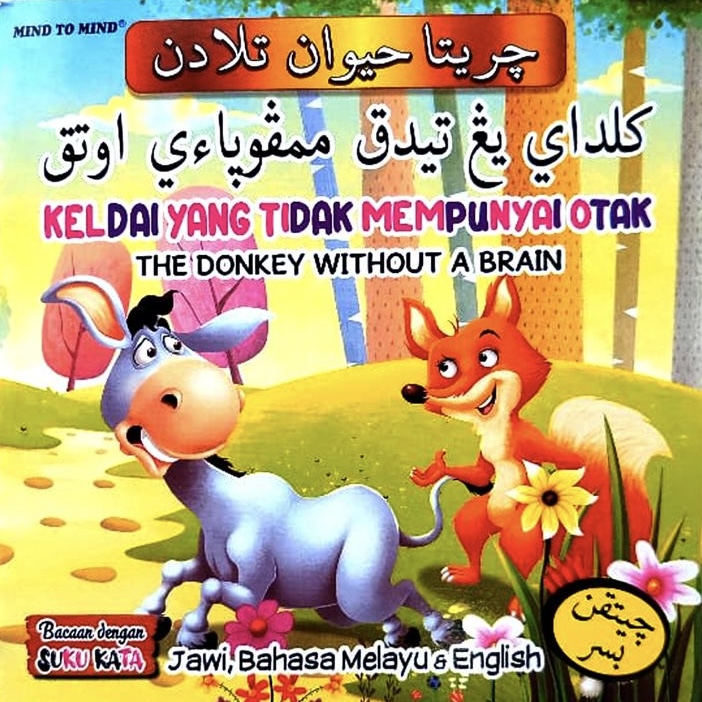 MIND TO MIND®
چريتا حيوان تلادن
كلداي يڠ تيدق ممڤوڽاءي اوتق
KELDAI YANG TIDAK MEMPUNYAI OTAK
THE DONKEY WITHOUT A BRAIN
Bacaan dengan
SUKU KATA
Jawi, Bahasa Melayu & English
چيتقن
بسر